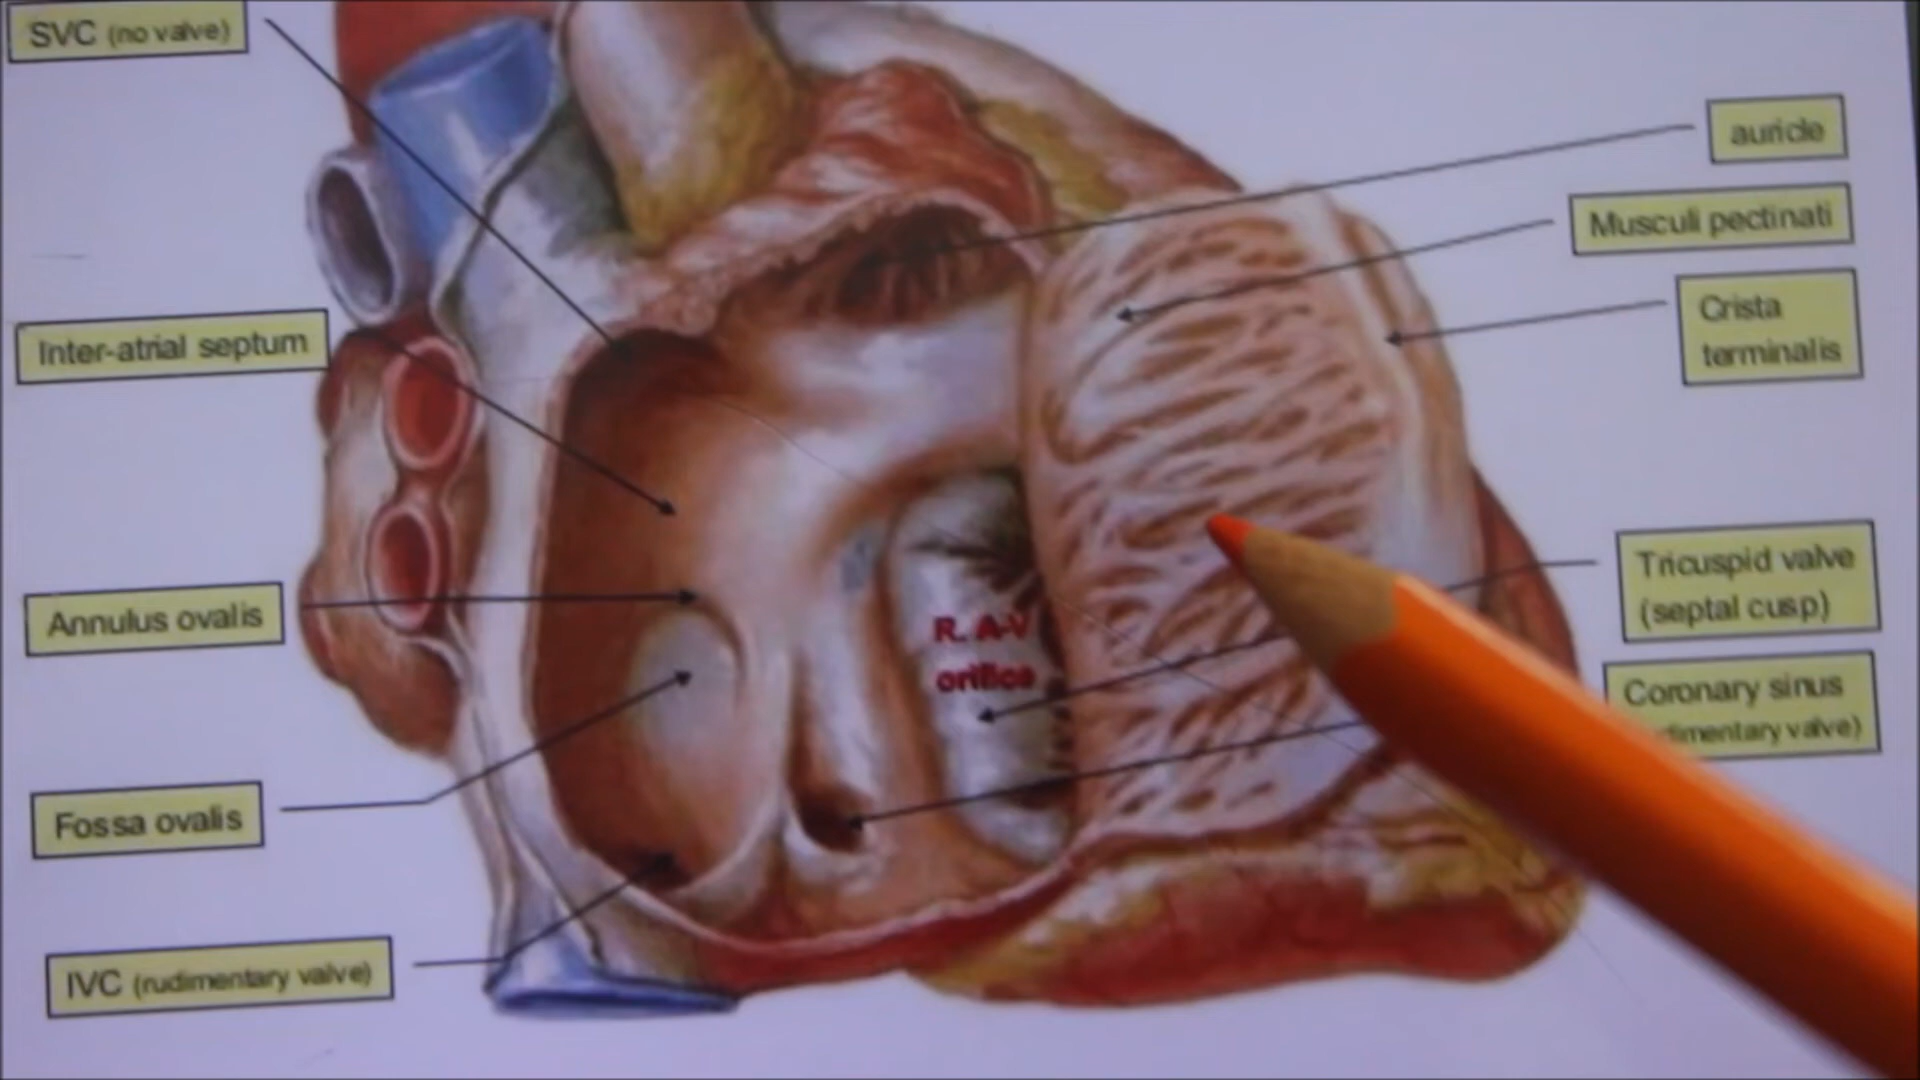 SVC (no valve)
Inter-atrial septum
Annulus ovalis
Fossa ovalis
IVC (rudimentary valve)
R. A-V
orifice
auricle
Musculi pectinati
Crista
terminalis
Tricuspid valve
(septal cusp)
Coronary sinus
valve)